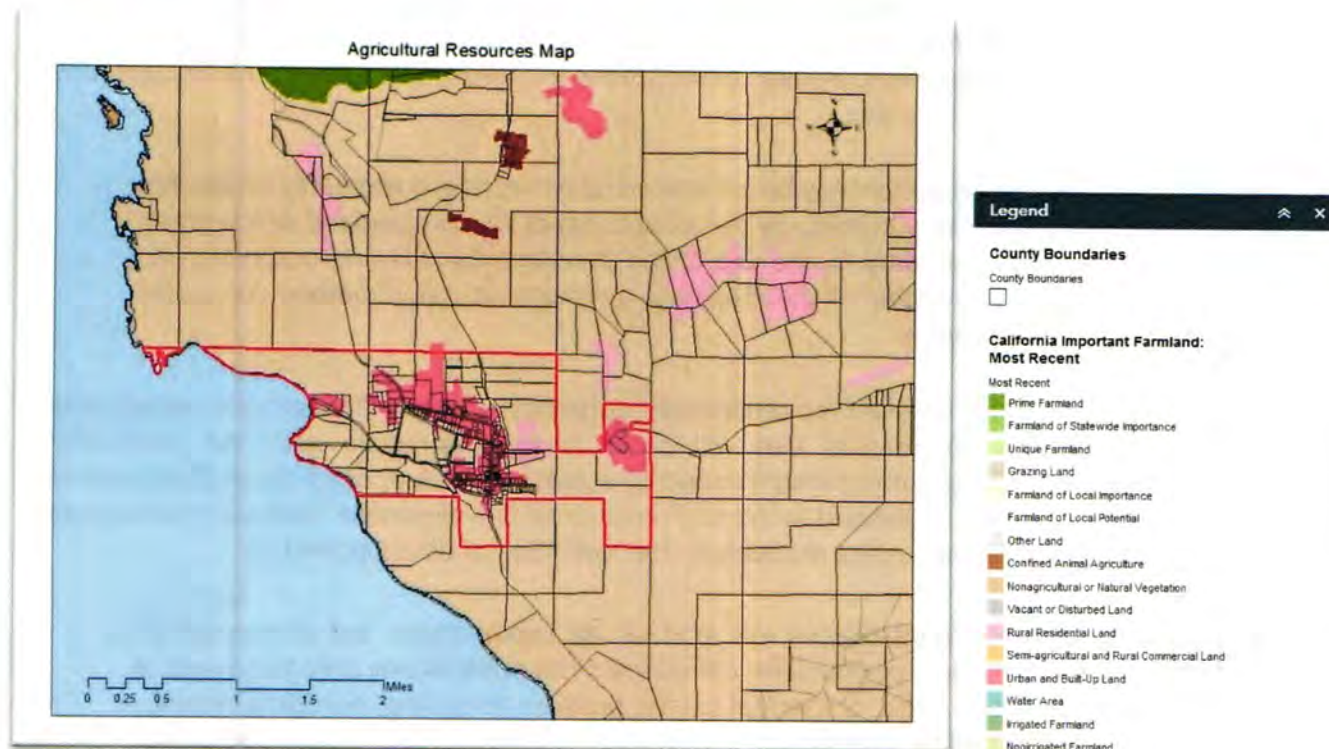 Agricultural Resources Map
N
0 0.25 0.5 1 1.5 2
Miles
Legend
County Boundaries
County Boundaries
California Important Farmland:
Most Recent
Most Recent
Prime Farmland
Farmland of Statewide Importance
Unique Farmland
Grazing Land
Farmland of Local Importance
Farmland of Local Potential
Other Land
Confined Animal Agriculture
Nonagricultural or Natural Vegetation
Vacant or Disturbed Land
Rural Residential Land
Semi-agricultural and Rural Commercial Land
Urban and Built-Up Land
Water Area
Irrigated Farmland
Nonirrigated Farmland